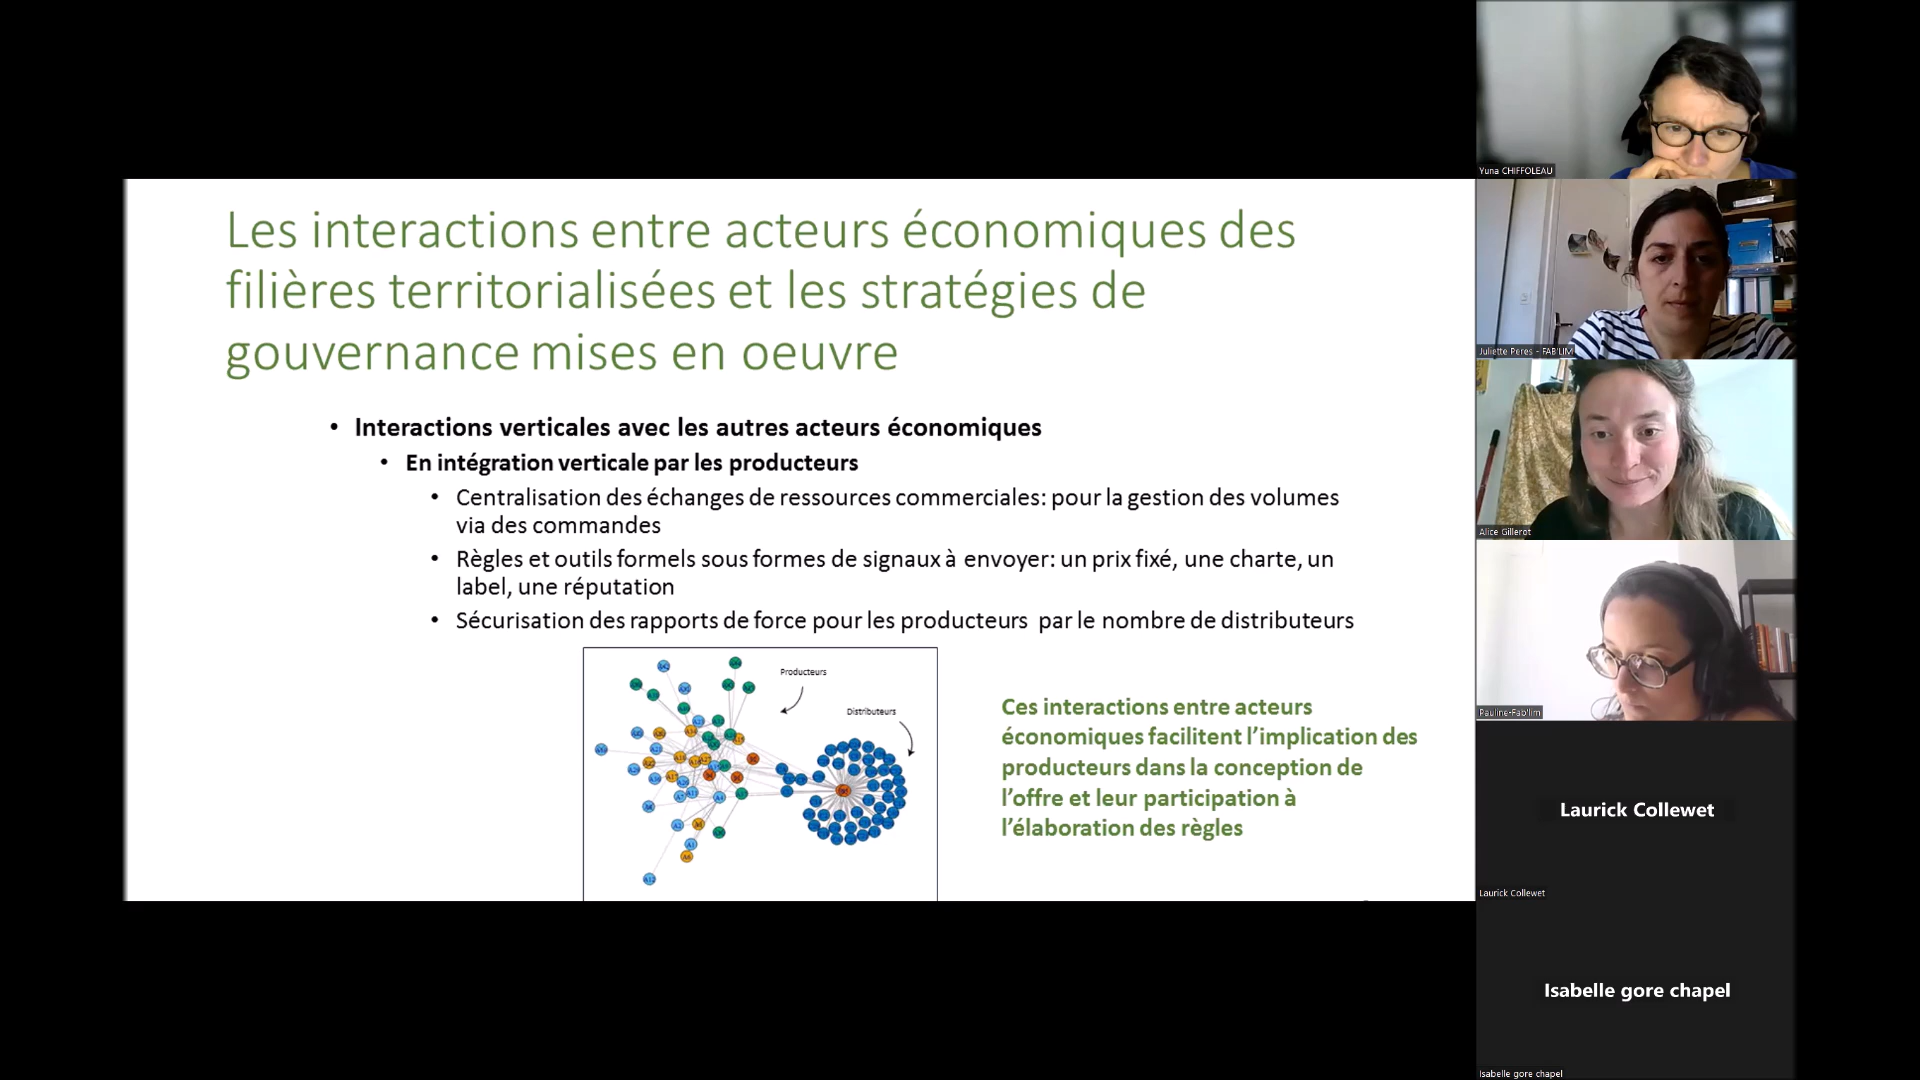 Les interactions entre acteurs économiques des
filières territorialisées et les stratégies de
gouvernance mises en oeuvre
• Interactions verticales avec les autres acteurs économiques
• En intégration verticale par les producteurs
• Centralisation des échanges de ressources commerciales: pour la gestion des volumes
via des commandes
• Règles et outils formels sous formes de signaux à envoyer: un prix fixé, une charte, un
label, une réputation
• Sécurisation des rapports de force pour les producteurs par le nombre de distributeurs
Producteurs
Distributeurs
Ces interactions entre acteurs
économiques facilitent l'implication des
producteurs dans la conception de
l'offre et leur participation à
l'élaboration des règles
Yuna CHIFFOLEAU
Juliette Peres - FAB'LIM
Alice Gillerot
Pauline-Fab'lim
Laurick Collewet
Laurick Collewet
Isabelle gore chapel
Isabelle gore chapel